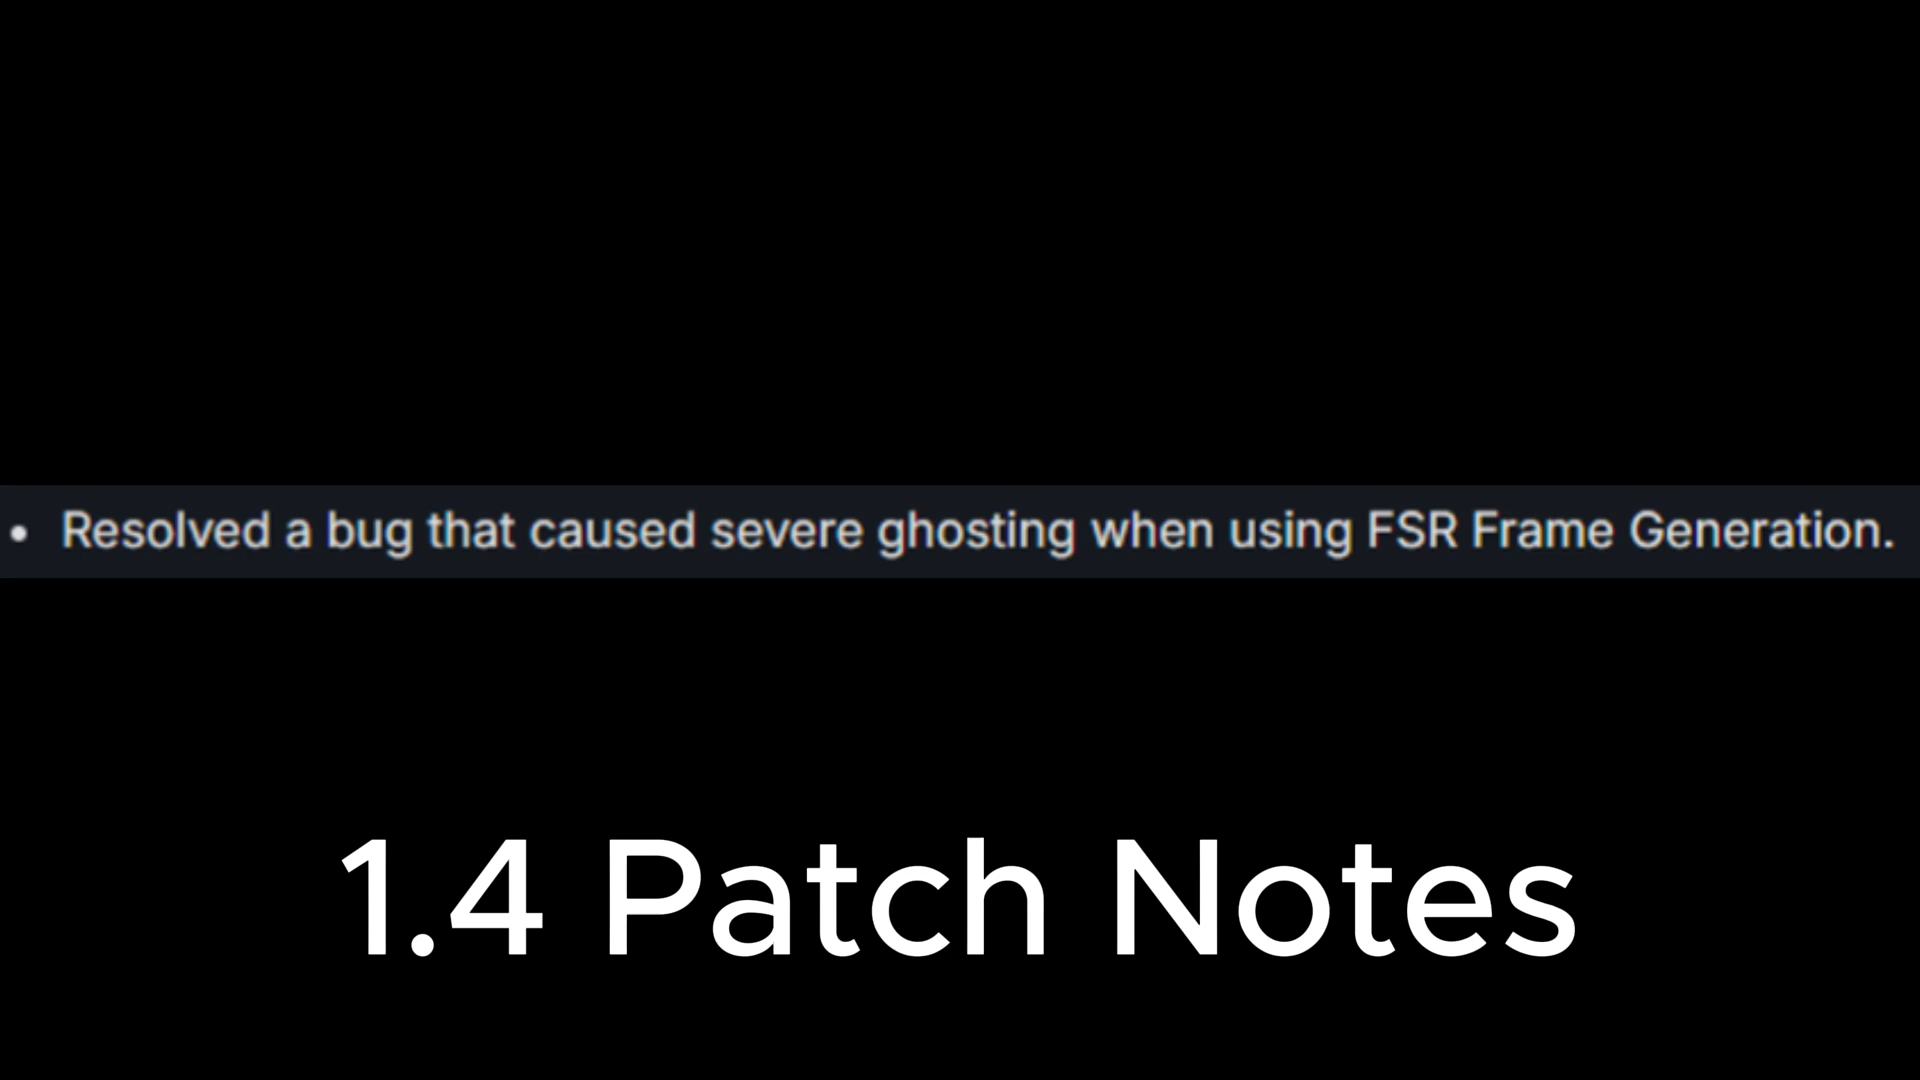 • Resolved a bug that caused severe ghosting when using FSR Frame Generation.
1.4 Patch Notes